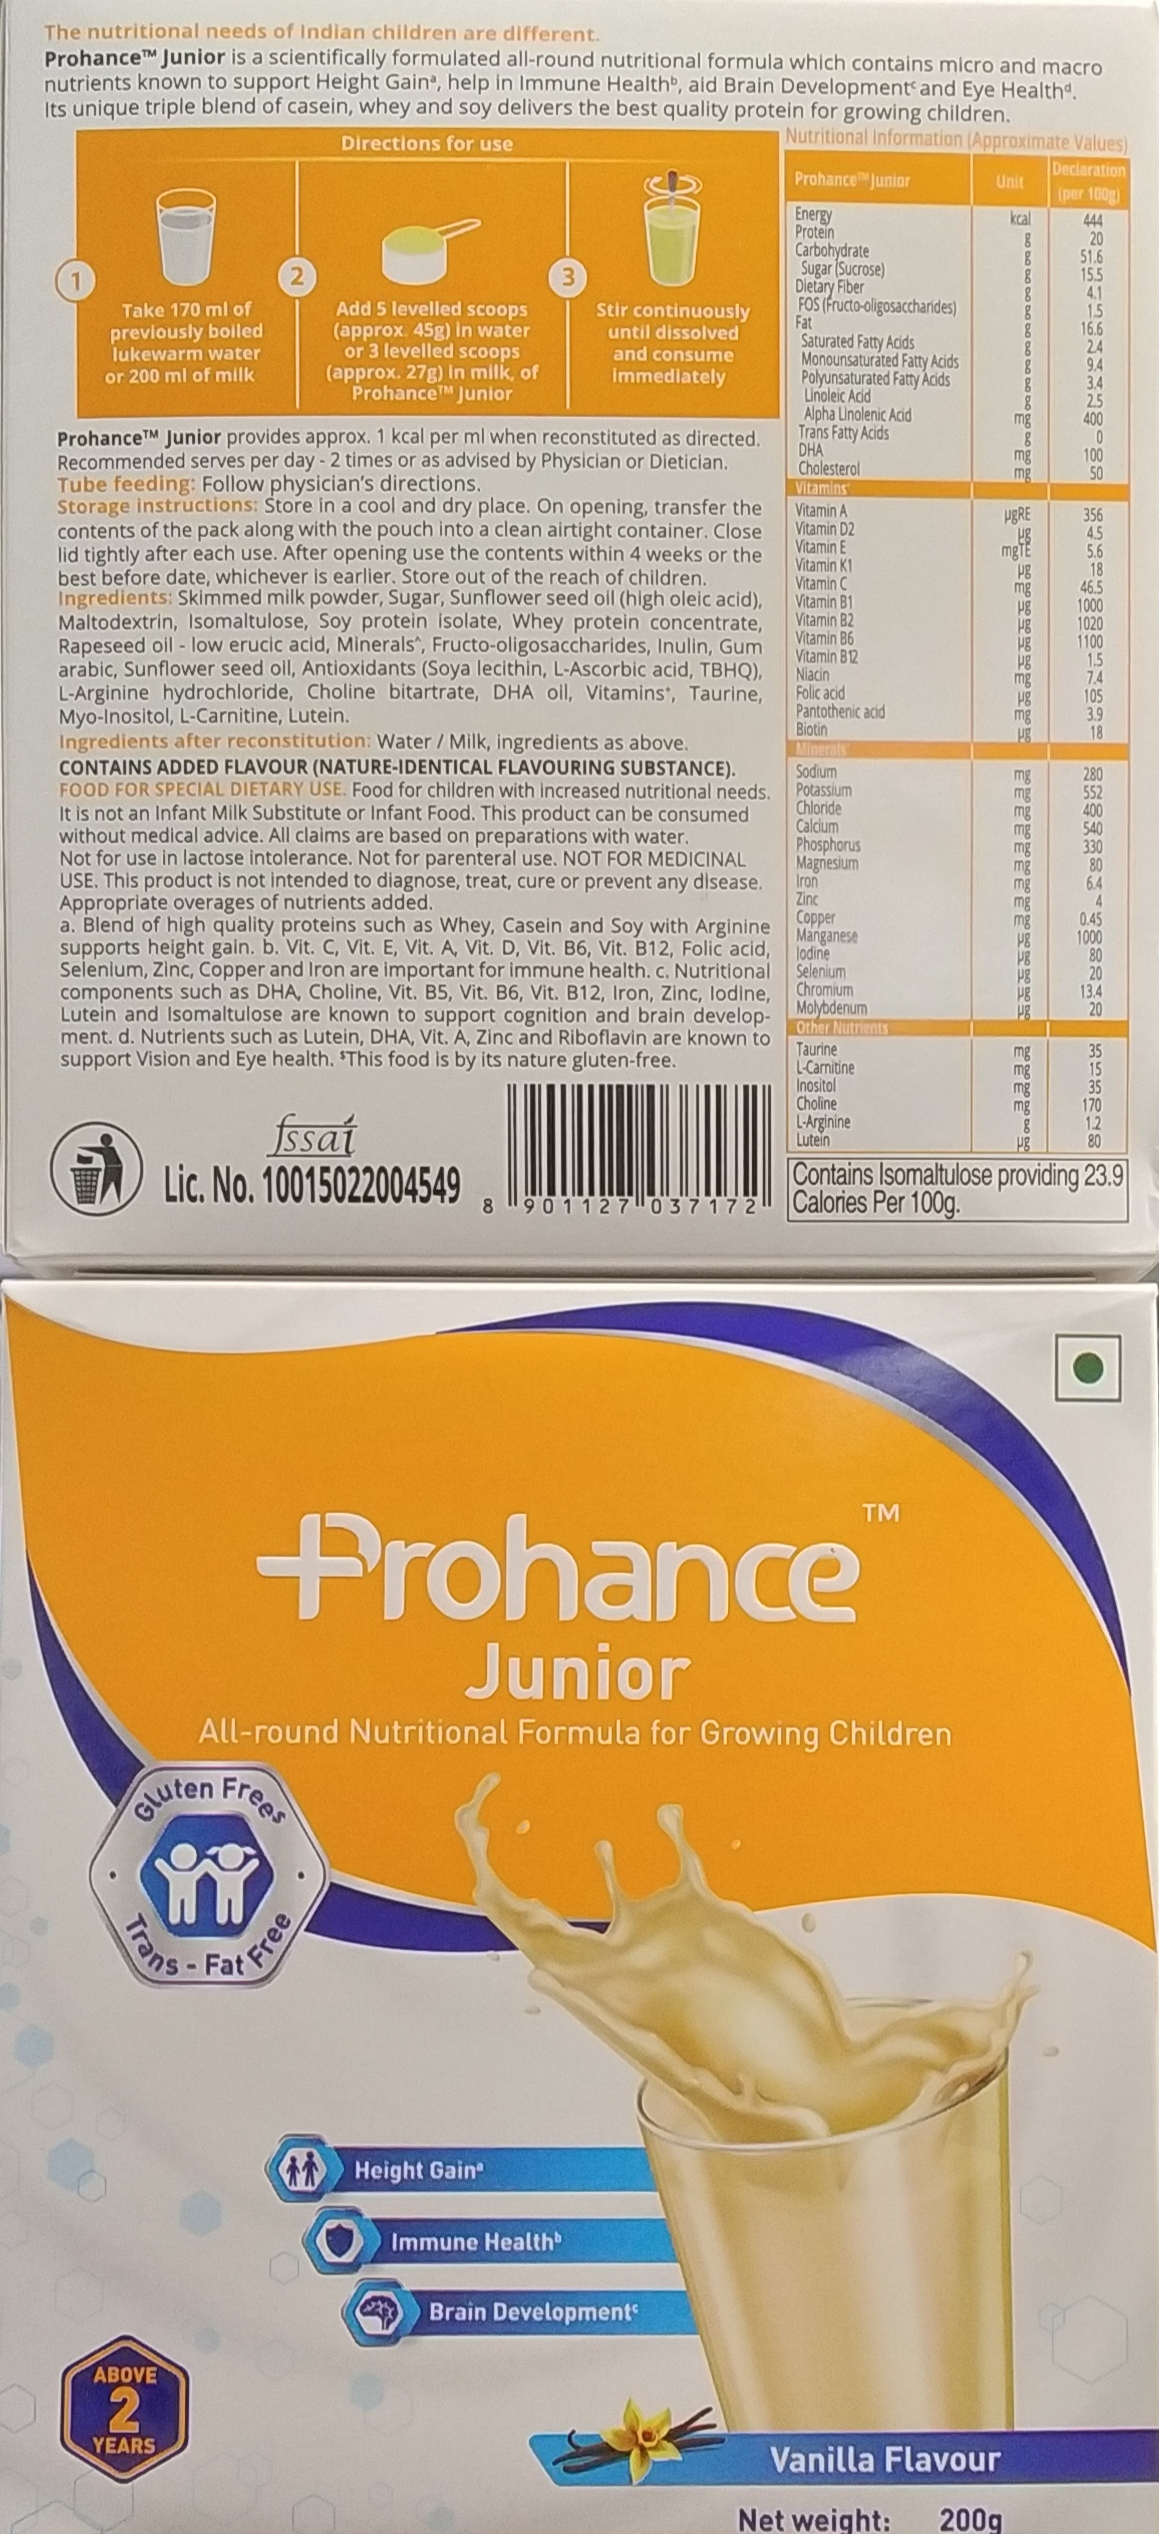 The nutritional needs of Indian children are different.
Prohance™ Junior is a scientifically formulated all-round nutritional formula which contains micro and macro
nutrients known to support Height Gainᵃ, help in Immune Healthᵇ, aid Brain Developmentᶜ and Eye Healthᵈ.
Its unique triple blend of casein, whey and soy delivers the best quality protein for growing children.
Directions for use
1
Take 170 ml of
previously boiled
lukewarm water
or 200 ml of milk
2
Add 5 levelled scoops
(approx. 45g) in water
or 3 levelled scoops
(approx. 27g) in milk, of
Prohance™ Junior
3
Stir continuously
until dissolved
and consume
immediately
Prohance™ Junior provides approx. 1 kcal per ml when reconstituted as directed.
Recommended serves per day - 2 times or as advised by Physician or Dietician.
Tube feeding: Follow physician's directions.
Storage instructions: Store in a cool and dry place. On opening, transfer the
contents of the pack along with the pouch into a clean airtight container. Close
lid tightly after each use. After opening use the contents within 4 weeks or the
best before date, whichever is earlier. Store out of the reach of children.
Ingredients: Skimmed milk powder, Sugar, Sunflower seed oil (high oleic acid),
Maltodextrin, Isomaltulose, Soy protein isolate, Whey protein concentrate,
Rapeseed oil - low erucic acid, Minerals^, Fructo-oligosaccharides, Inulin, Gum
arabic, Sunflower seed oil, Antioxidants (Soya lecithin, L-Ascorbic acid, TBHQ),
L-Arginine hydrochloride, Choline bitartrate, DHA oil, Vitamins⁺, Taurine,
Myo-Inositol, L-Carnitine, Lutein.
Ingredients after reconstitution: Water / Milk, ingredients as above.
CONTAINS ADDED FLAVOUR (NATURE-IDENTICAL FLAVOURING SUBSTANCE).
FOOD FOR SPECIAL DIETARY USE. Food for children with increased nutritional needs.
It is not an Infant Milk Substitute or Infant Food. This product can be consumed
without medical advice. All claims are based on preparations with water.
Not for use in lactose intolerance. Not for parenteral use. NOT FOR MEDICINAL
USE. This product is not intended to diagnose, treat, cure or prevent any disease.
Appropriate overages of nutrients added.
a. Blend of high quality proteins such as Whey, Casein and Soy with Arginine
supports height gain. b. Vit. C, Vit. E, Vit. A, Vit. D, Vit. B6, Vit. B12, Folic acid,
Selenium, Zinc, Copper and Iron are important for immune health. c. Nutritional
components such as DHA, Choline, Vit. B5, Vit. B6, Vit. B12, Iron, Zinc, Iodine,
Lutein and Isomaltulose are known to support cognition and brain develop-
ment. d. Nutrients such as Lutein, DHA, Vit. A, Zinc and Riboflavin are known to
support Vision and Eye health. $This food is by its nature gluten-free.
fssai
Lic. No. 10015022004549
8 901127 037172
Nutritional Information (Approximate Values)
Prohance™ Junior Unit Declaration (per 100g)
Energy kcal 444
Protein g 20
Carbohydrate g 51.6
Sugar (Sucrose) g 15.5
Dietary Fiber g 4.1
FOS (Fructo-oligosaccharides) g 1.5
Fat g 16.6
Saturated Fatty Acids g 2.4
Monounsaturated Fatty Acids g 9.4
Polyunsaturated Fatty Acids g 3.4
Linoleic Acid g 2.5
Alpha Linolenic Acid mg 400
Trans Fatty Acids g 0
DHA mg 100
Cholesterol mg 50
Vitamins⁺
Vitamin A µgRE 356
Vitamin D2 µg 4.5
Vitamin E mgTE 5.6
Vitamin K1 µg 18
Vitamin C mg 46.5
Vitamin B1 µg 1000
Vitamin B2 µg 1020
Vitamin B6 µg 1100
Vitamin B12 µg 1.5
Niacin mg 7.4
Folic acid µg 105
Pantothenic acid mg 3.9
Biotin µg 18
Minerals^
Sodium mg 280
Potassium mg 552
Chloride mg 400
Calcium mg 540
Phosphorus mg 330
Magnesium mg 80
Iron mg 6.4
Zinc mg 4
Copper mg 0.45
Manganese µg 1000
Iodine µg 80
Selenium µg 20
Chromium µg 13.4
Molybdenum µg 20
Other Nutrients
Taurine mg 35
L-Carnitine mg 15
Inositol mg 35
Choline mg 170
L-Arginine g 1.2
Lutein µg 80
Contains Isomaltulose providing 23.9
Calories Per 100g.
Prohance™
Junior
All-round Nutritional Formula for Growing Children
Gluten Free$
Trans - Fat Free
Height Gainᵃ
Immune Healthᵇ
Brain Developmentᶜ
ABOVE
2
YEARS
Vanilla Flavour
Net weight: 200g